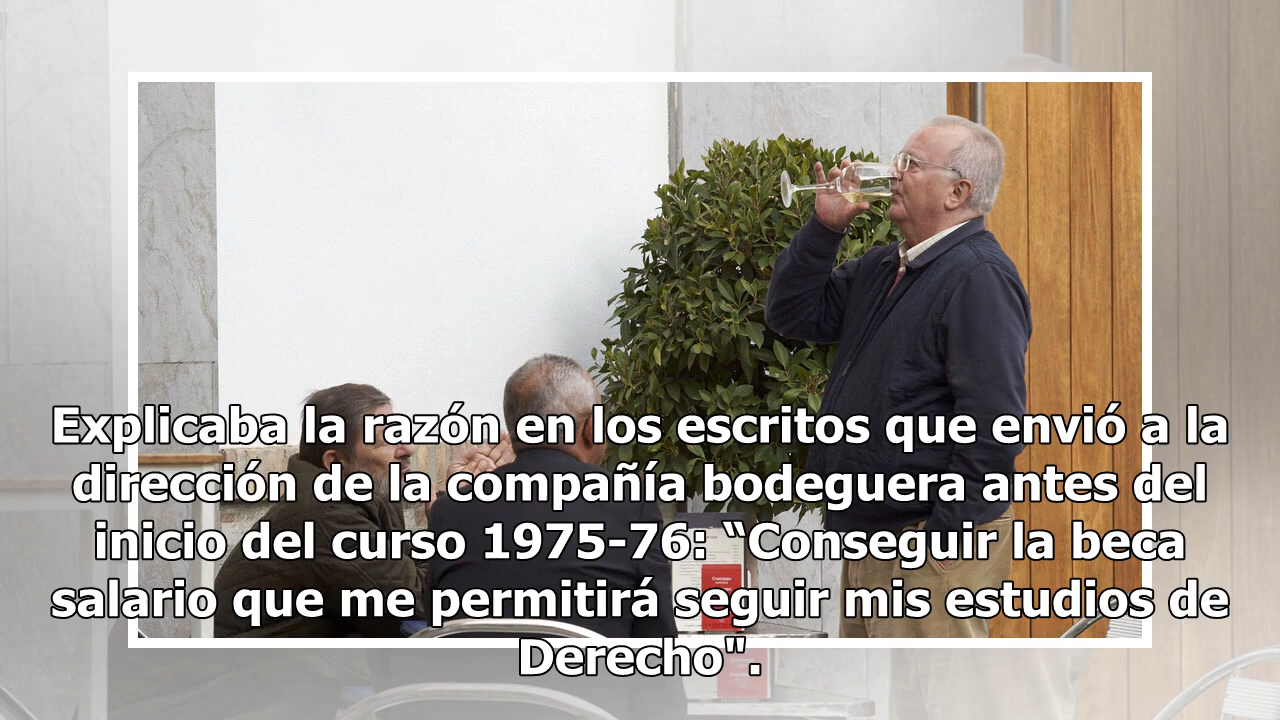 Explicaba la razón en los escritos que envió a la
dirección de la compañía bodeguera antes del
inicio del curso 1975-76: “Conseguir la beca
salario que me permitirá seguir mis estudios de
Derecho".